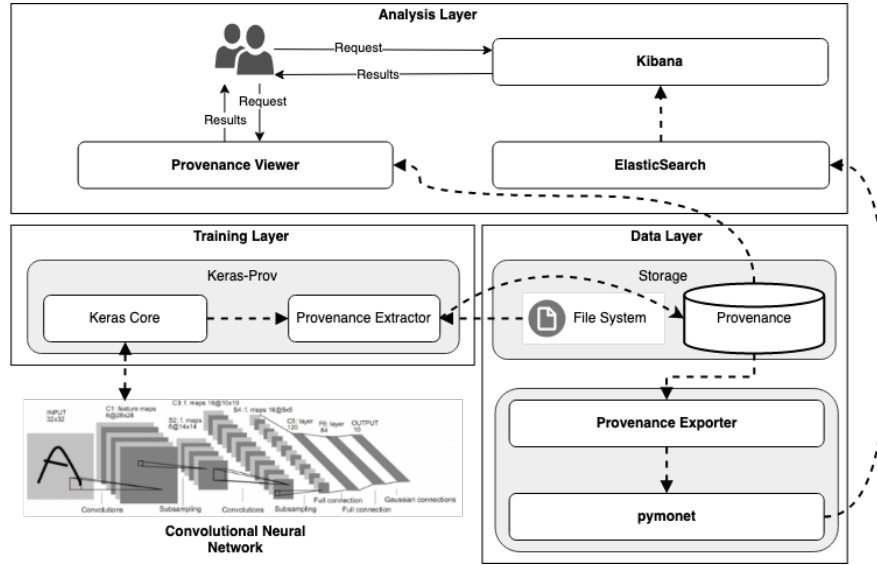 Analysis Layer
Request
Kibana
Results
Request
Results
Provenance Viewer
ElasticSearch
Training Layer
Keras-Prov
Keras Core
Provenance Extractor
Data Layer
Storage
File System
Provenance
Provenance Exporter
pymonet
INPUT
32x32
C1: feature maps
6@28x28
S2: f. maps
6@14x14
C3: f. maps 16@10x10
S4: f. maps 16@5x5
C5: layer
120
F6: layer
84
OUTPUT
10
Convolutions
Subsampling
Convolutions
Subsampling
Full connection
Full connection
Gaussian connections
Convolutional Neural
Network